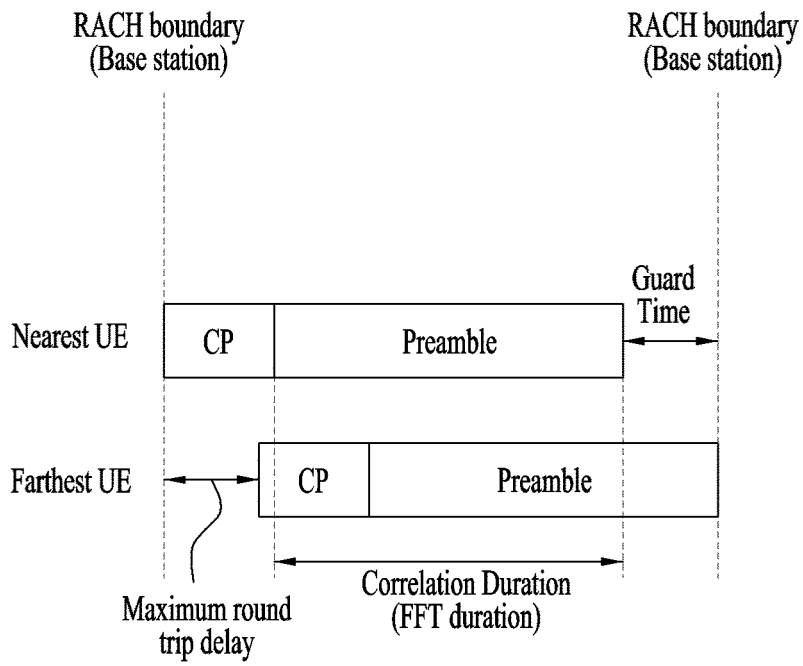 RACH boundary
(Base station)
RACH boundary
(Base station)
Guard
Time
Nearest UE
CP
Preamble
Farthest UE
CP
Preamble
Correlation Duration
(FFT duration)
Maximum round
trip delay